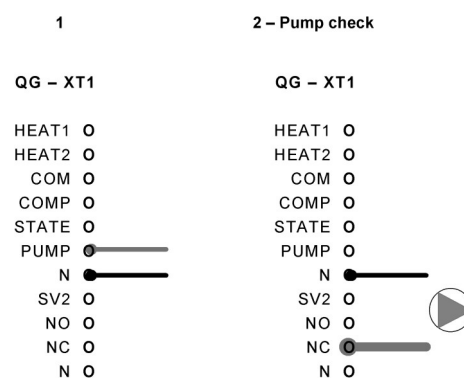 1
QG – XT1
HEAT1 O
HEAT2 O
COM O
COMP O
STATE O
PUMP O
N
SV2 O
NO O
NC O
N O
2 – Pump check
QG – XT1
HEAT1 O
HEAT2 O
COM O
COMP O
STATE O
PUMP O
N
SV2 O
NO O
NC O
N O